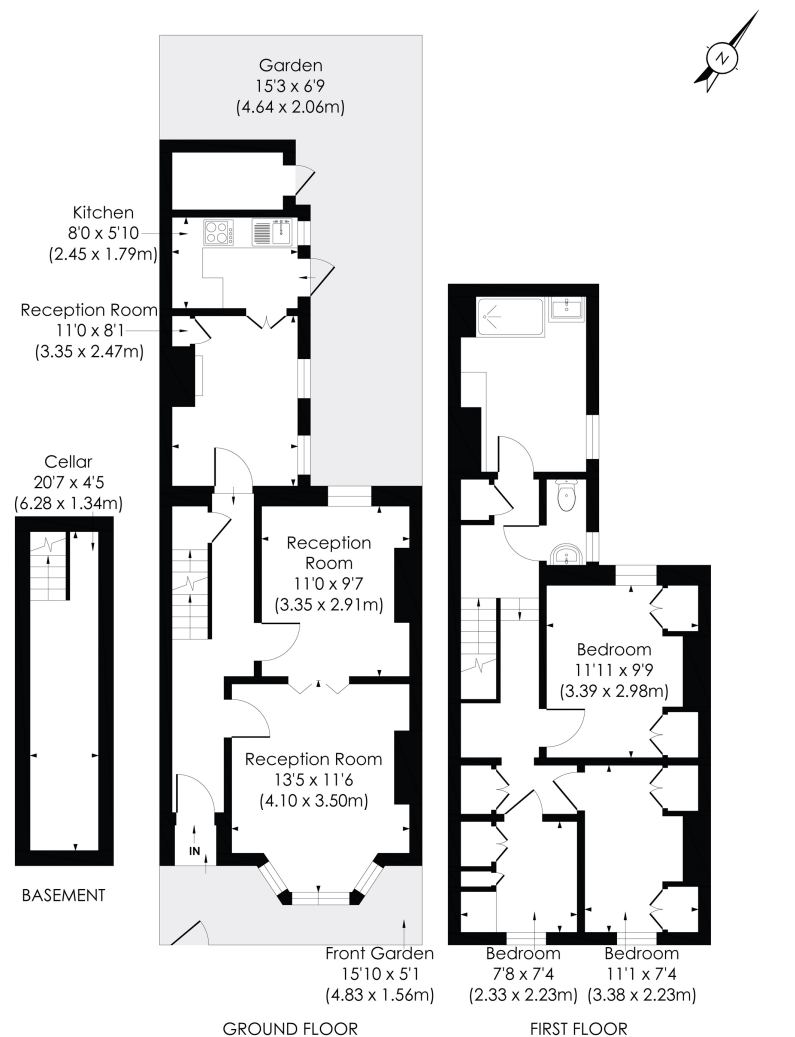 Garden
15'3 x 6'9
(4.64 x 2.06m)
N
Kitchen
8'0 x 5'10
(2.45 x 1.79m)
Reception Room
11'0 x 8'1
(3.35 x 2.47m)
Cellar
20'7 x 4'5
(6.28 x 1.34m)
Reception
Room
11'0 x 9'7
(3.35 x 2.91m)
Bedroom
11'11 x 9'9
(3.39 x 2.98m)
Reception Room
13'5 x 11'6
(4.10 x 3.50m)
IN
BASEMENT
Front Garden
15'10 x 5'1
(4.83 x 1.56m)
Bedroom
7'8 x 7'4
(2.33 x 2.23m)
Bedroom
11'1 x 7'4
(3.38 x 2.23m)
GROUND FLOOR
FIRST FLOOR